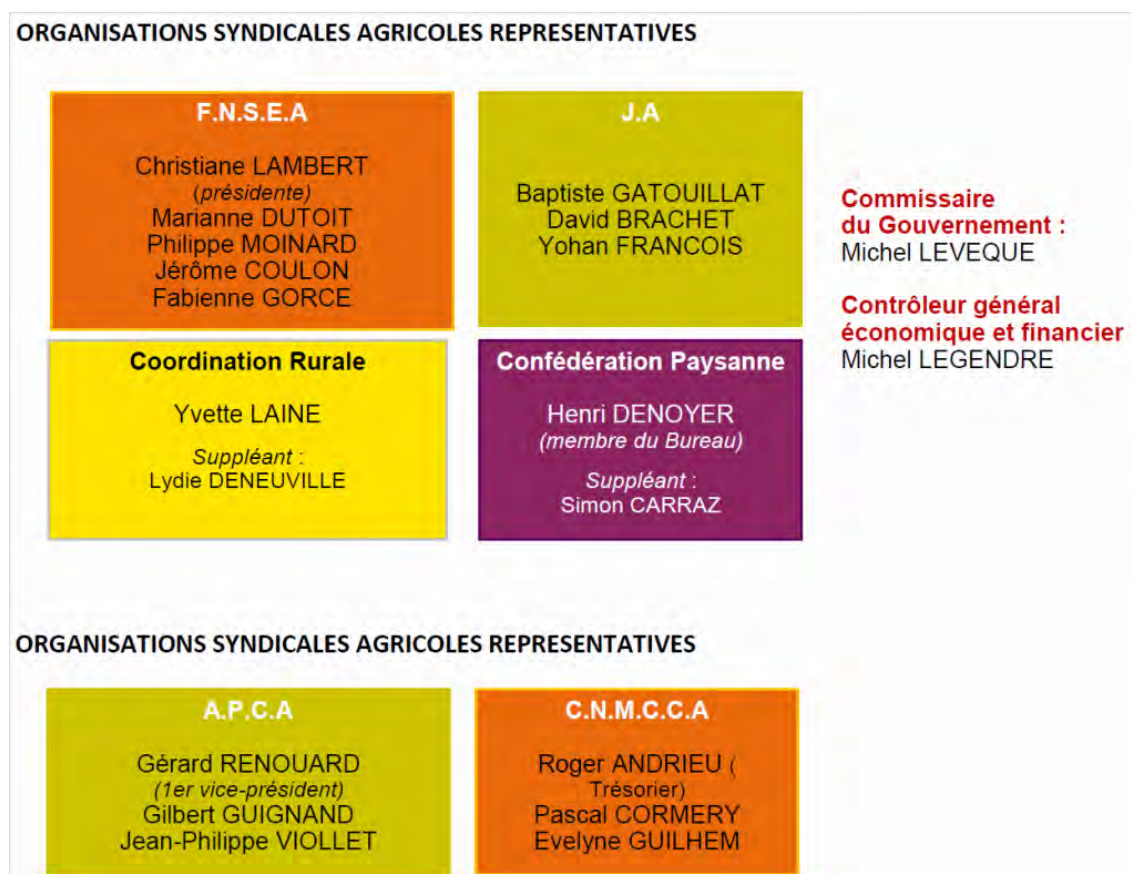 ORGANISATIONS SYNDICALES AGRICOLES REPRESENTATIVES
F.N.S.E.A
Christiane LAMBERT
(présidente)
Marianne DUTOIT
Philippe MOINARD
Jérôme COULON
Fabienne GORCE
J.A
Baptiste GATOUILLAT
David BRACHET
Yohan FRANCOIS
Commissaire
du Gouvernement :
Michel LEVEQUE
Contrôleur général
économique et financier
Michel LEGENDRE
Coordination Rurale
Yvette LAINE
Suppléant :
Lydie DENEUVILLE
Confédération Paysanne
Henri DENOYER
(membre du Bureau)
Suppléant :
Simon CARRAZ
ORGANISATIONS SYNDICALES AGRICOLES REPRESENTATIVES
A.P.C.A
Gérard RENOUARD
(1er vice-président)
Gilbert GUIGNAND
Jean-Philippe VIOLLET
C.N.M.C.C.A
Roger ANDRIEU (
Trésorier)
Pascal CORMERY
Evelyne GUILHEM